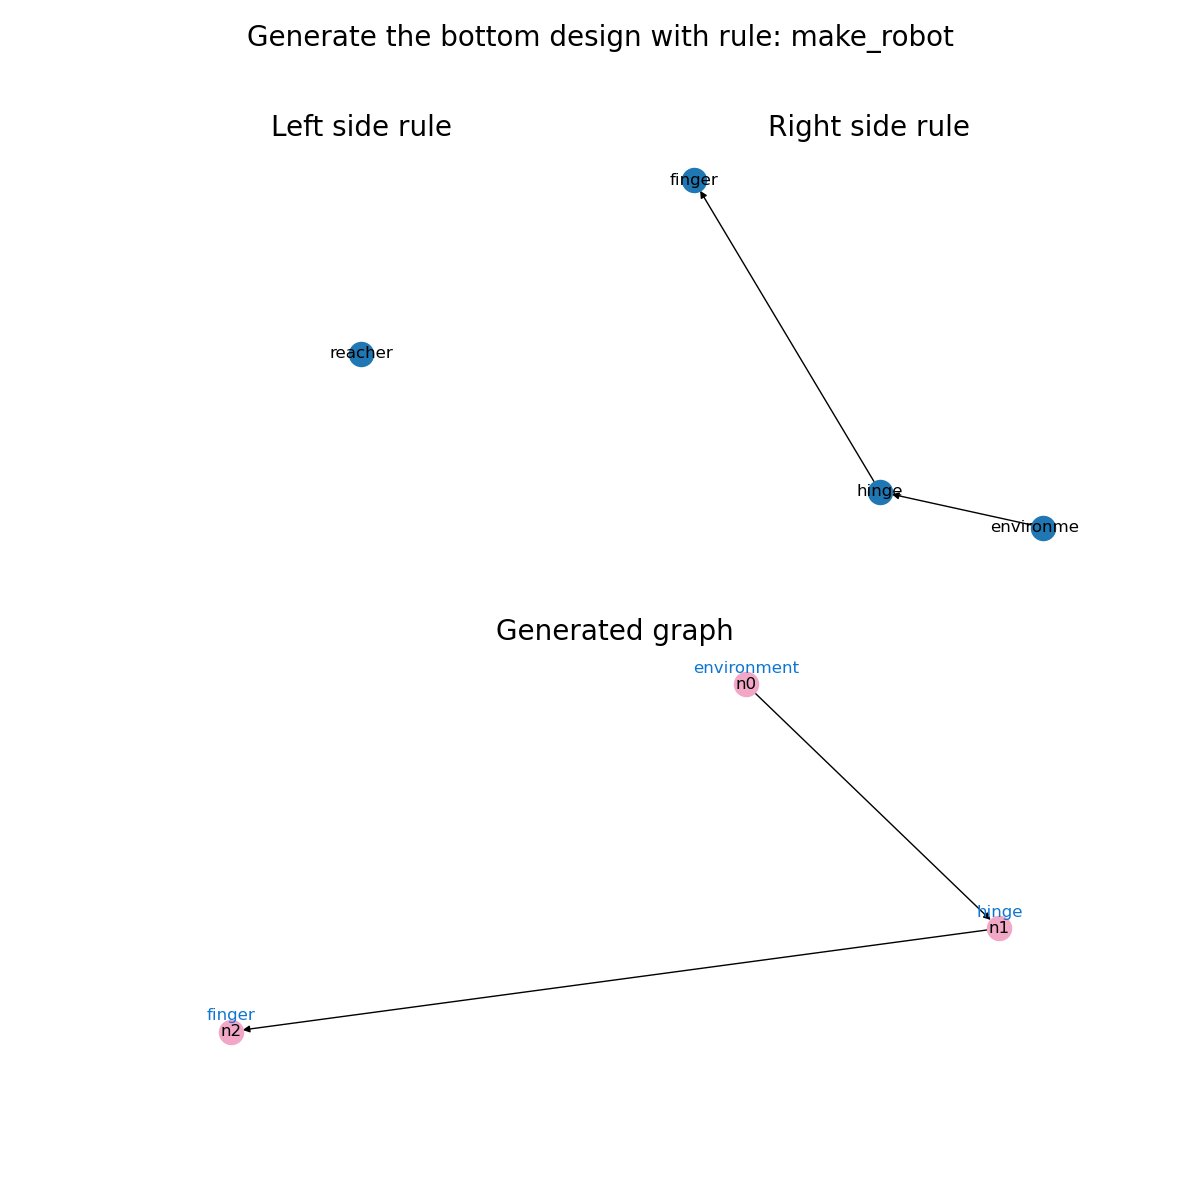 Generate the bottom design with rule: make_robot
Left side rule
Right side rule
finger
reacher
hinge
environme
Generated graph
environment
n0
hinge
n1
finger
n2